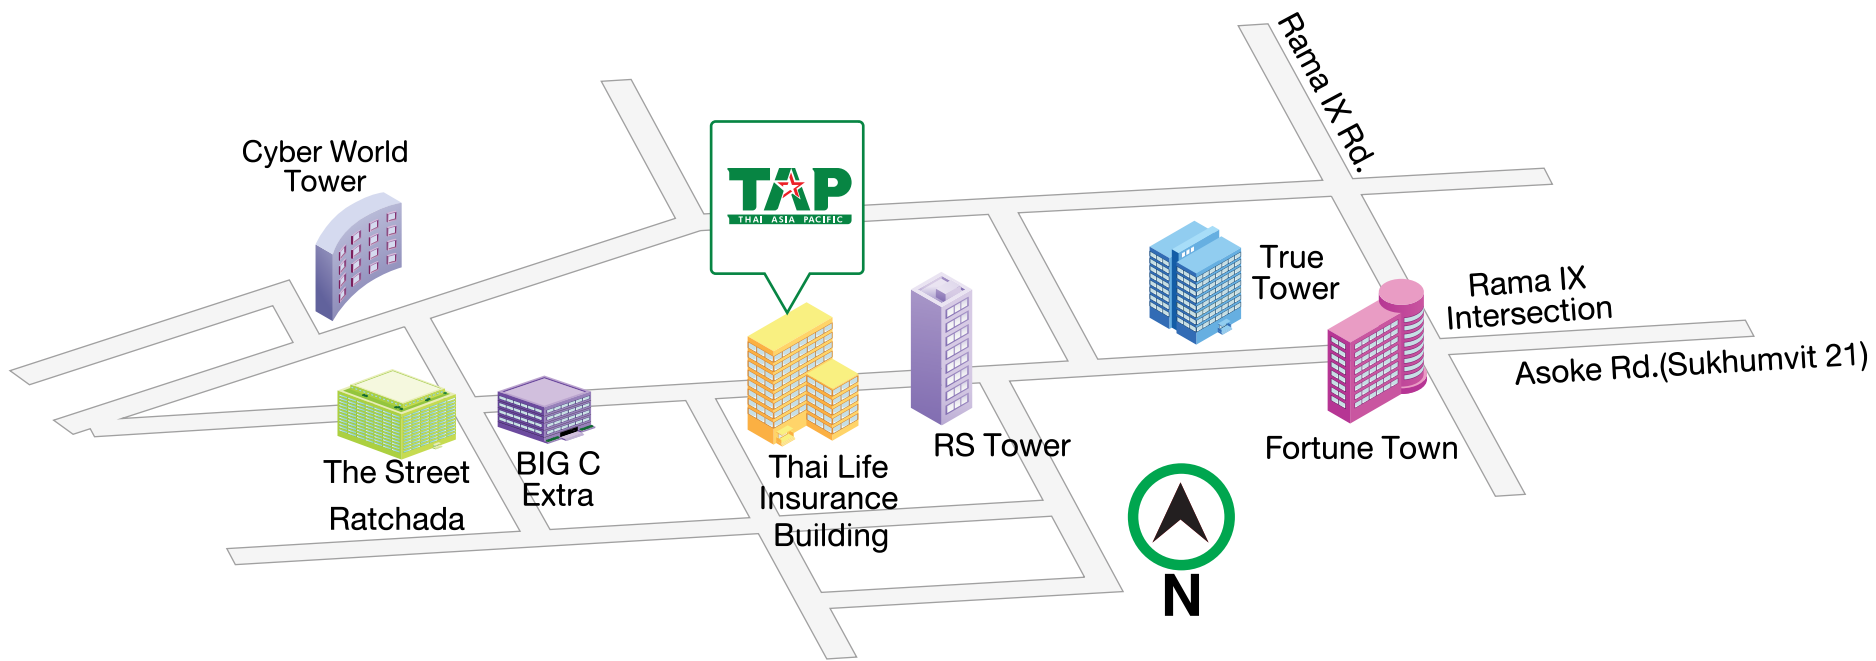 Rama IX Rd.
Cyber World
Tower
TAP
THAI ASIA PACIFIC
True
Tower
Rama IX
Intersection
Asoke Rd.(Sukhumvit 21)
RS Tower
Fortune Town
The Street
Ratchada
BIG C
Extra
Thai Life
Insurance
Building
N